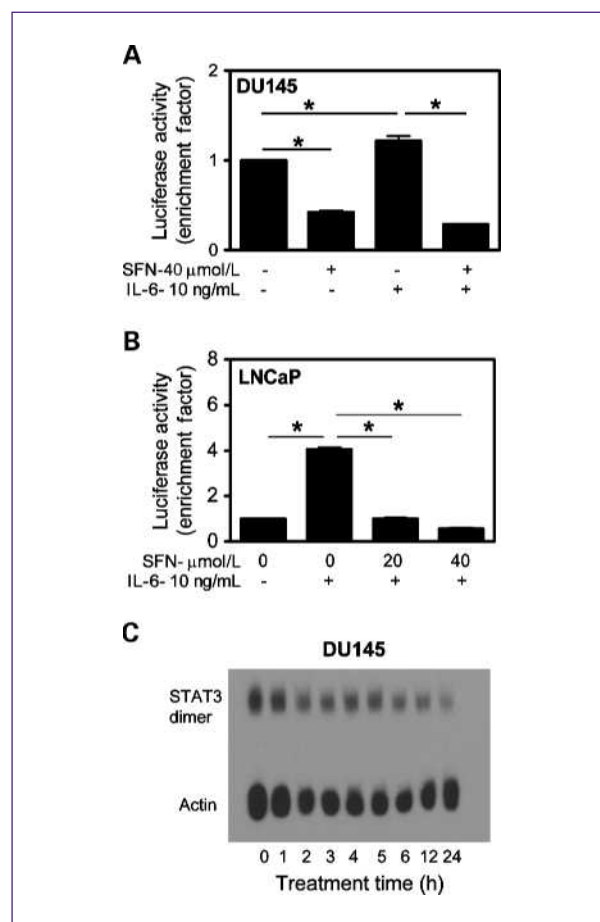 A
DU145
Luciferase activity
(enrichment factor)
2
1
0
*
*
*
SFN-40 μmol/L - + - +
IL-6- 10 ng/mL - - + +
B
LNCaP
Luciferase activity
(enrichment factor)
8
6
4
2
0
*
*
*
SFN- μmol/L 0 0 20 40
IL-6- 10 ng/mL - + + +
C
DU145
STAT3
dimer
Actin
0 1 2 3 4 5 6 12 24
Treatment time (h)